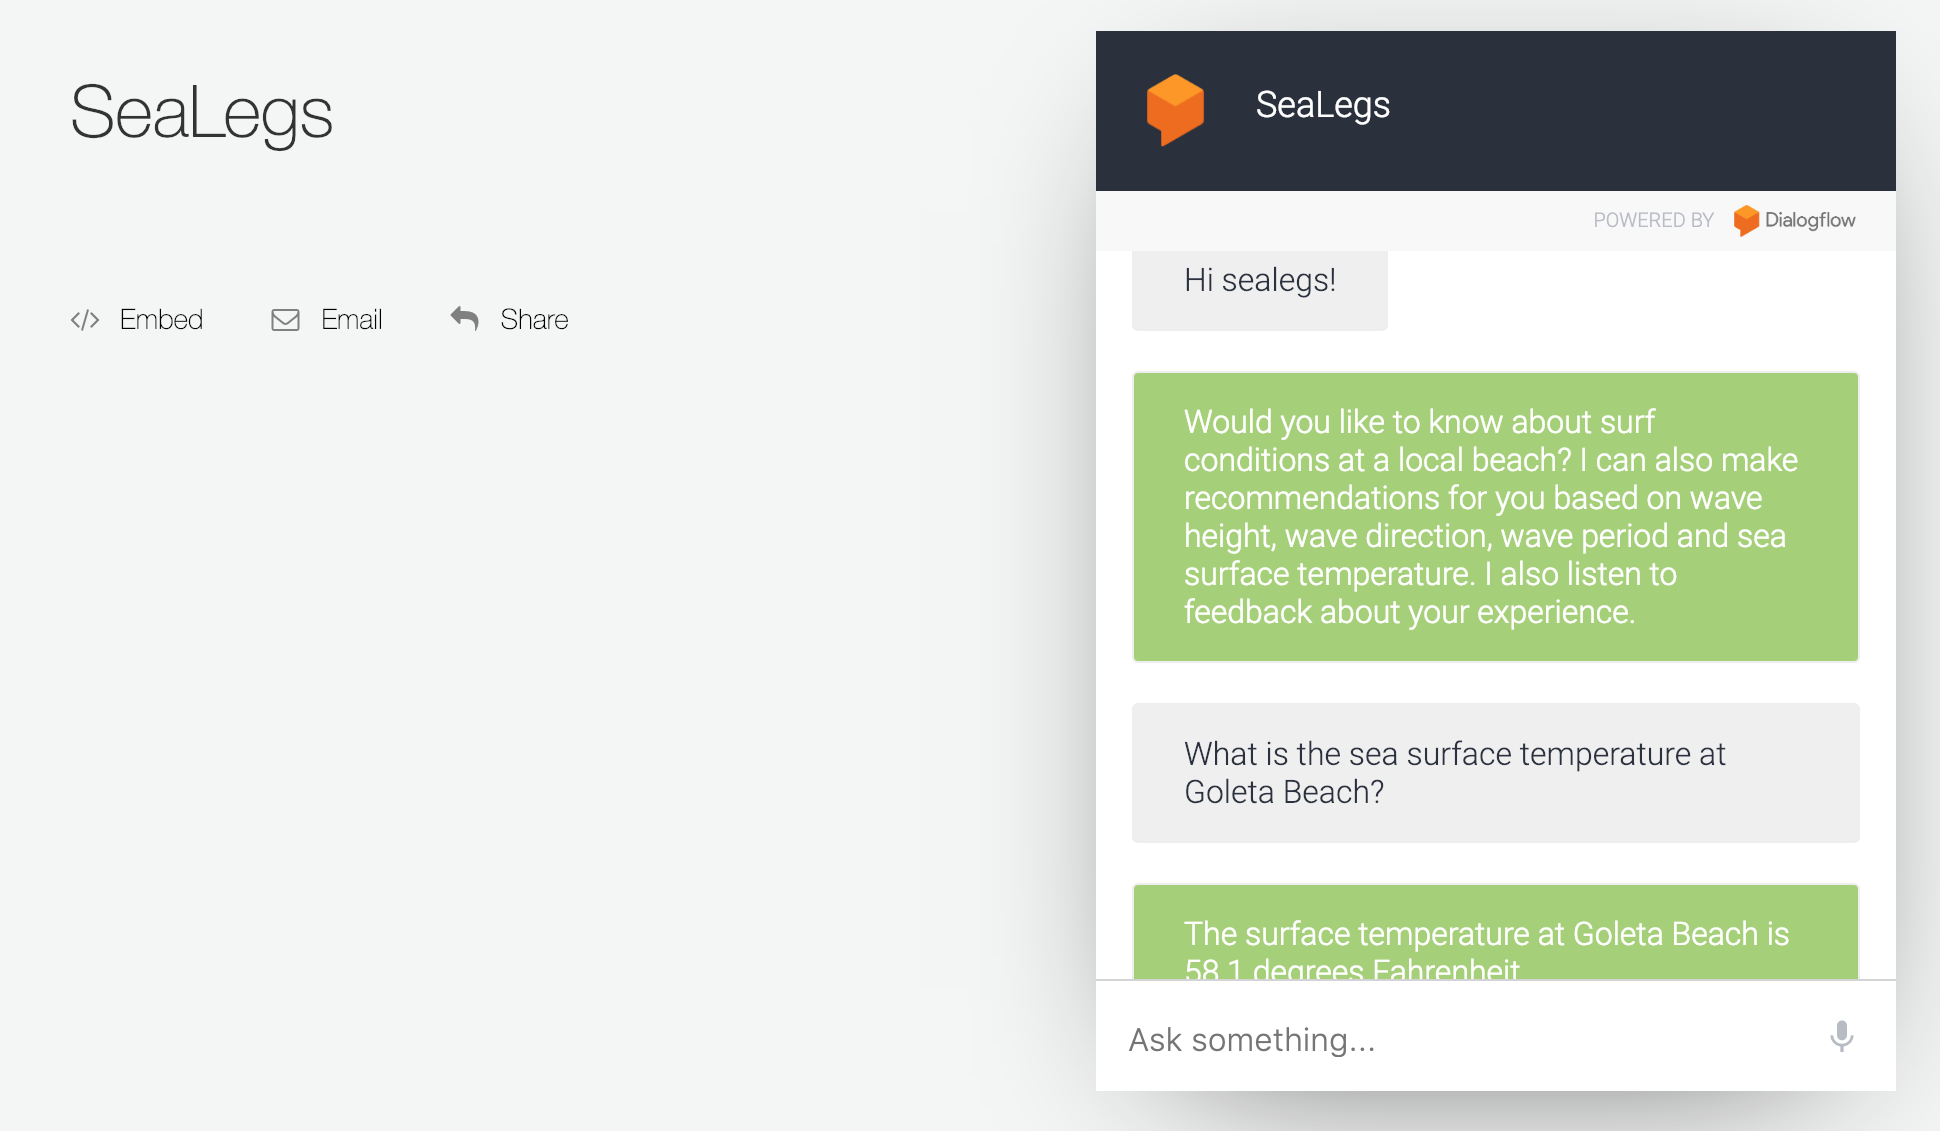 SeaLegs
Embed
Email
Share
SeaLegs
POWERED BY Dialogflow
Hi sealegs!
Would you like to know about surf
conditions at a local beach? I can also make
recommendations for you based on wave
height, wave direction, wave period and sea
surface temperature. I also listen to
feedback about your experience.
What is the sea surface temperature at
Goleta Beach?
The surface temperature at Goleta Beach is
58.1 degrees Fahrenheit
Ask something...